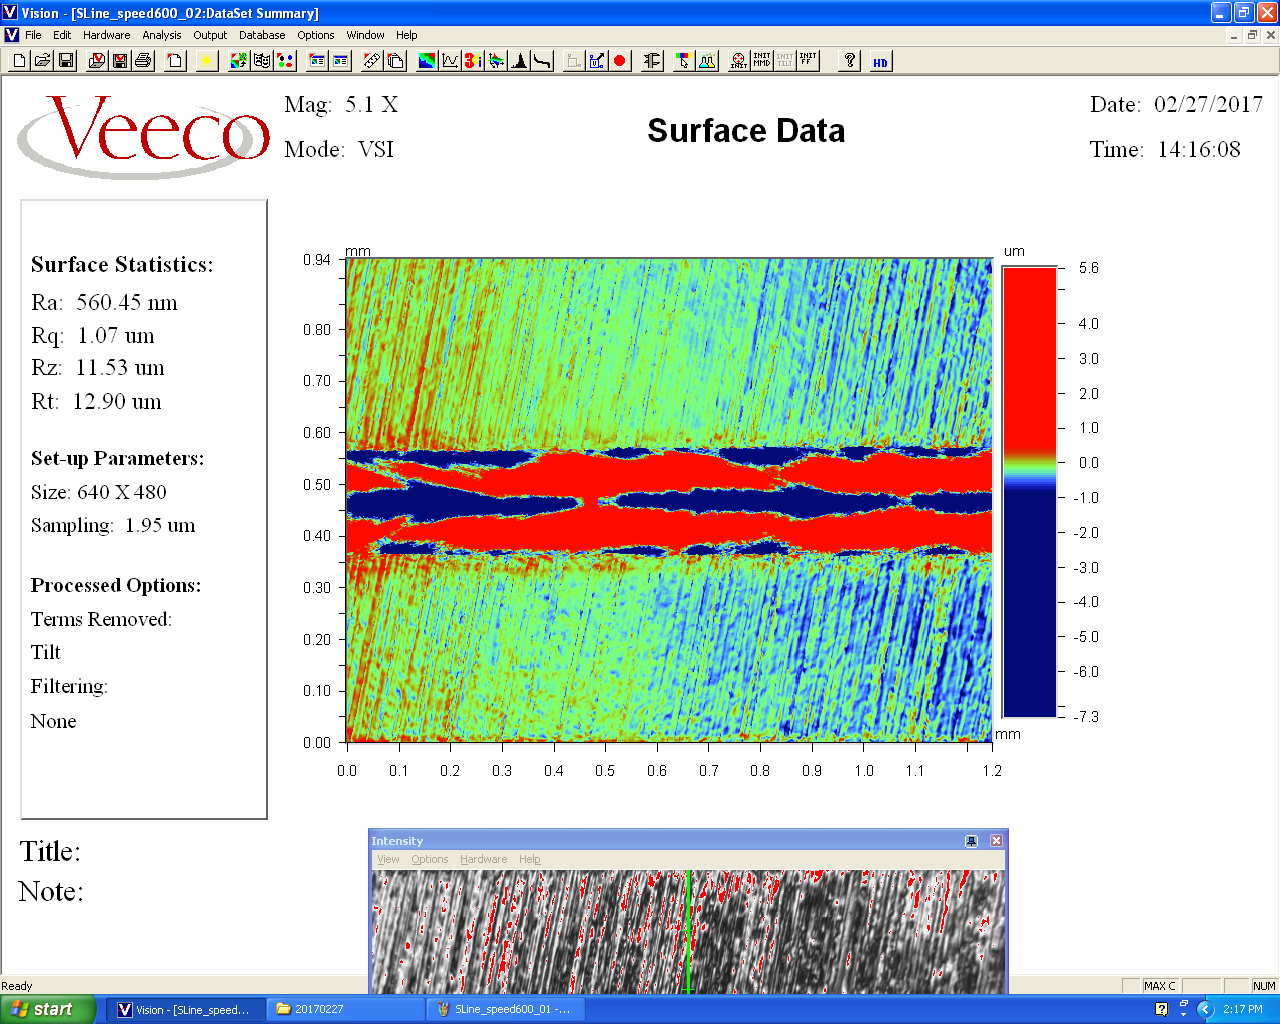 Vision - [SLine_speed600_02:DataSet Summary]
File Edit Hardware Analysis Output Database Options Window Help
INIT
INIT MMD
INIT TILT
INIT FF
?
HD
Veeco
Mag: 5.1 X
Mode: VSI
Surface Data
Date: 02/27/2017
Time: 14:16:08
Surface Statistics:
Ra: 560.45 nm
Rq: 1.07 um
Rz: 11.53 um
Rt: 12.90 um
Set-up Parameters:
Size: 640 X 480
Sampling: 1.95 um
Processed Options:
Terms Removed:
Tilt
Filtering:
None
mm
0.94
0.80
0.70
0.60
0.50
0.40
0.30
0.20
0.10
0.00
0.0 0.1 0.2 0.3 0.4 0.5 0.6 0.7 0.8 0.9 1.0 1.1 1.2
mm
um
5.6
4.0
3.0
2.0
1.0
0.0
-1.0
-2.0
-3.0
-4.0
-5.0
-6.0
-7.3
Title:
Note:
Intensity
View Options Hardware Help
Ready
MAX C
NUM
start
Vision - [SLine_speed...
20170227
SLine_speed600_01 -...
2:17 PM